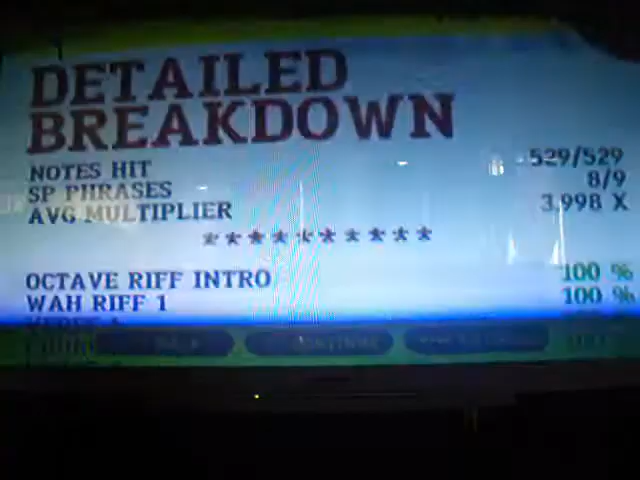 DETAILED
BREAKDOWN
NOTES HIT 529/529
SP PHRASES 8/9
AVG MULTIPLIER 3.998 X
**********
OCTAVE RIFF INTRO 100 %
WAH RIFF 1 100 %
CONTINUE